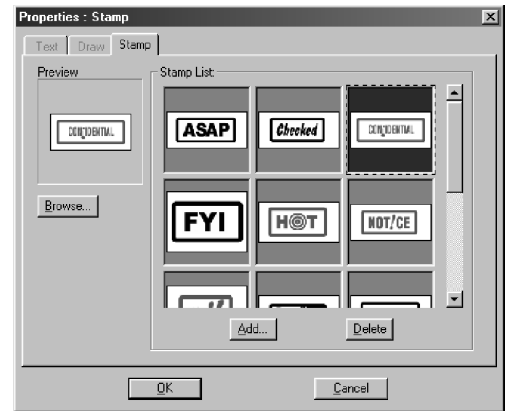 Properties : Stamp
Text Draw Stamp
Preview
Stamp List:
CONFIDENTIAL
ASAP Checked CONFIDENTIAL
Browse...
FYI HOT NOTICE
Add... Delete
OK Cancel